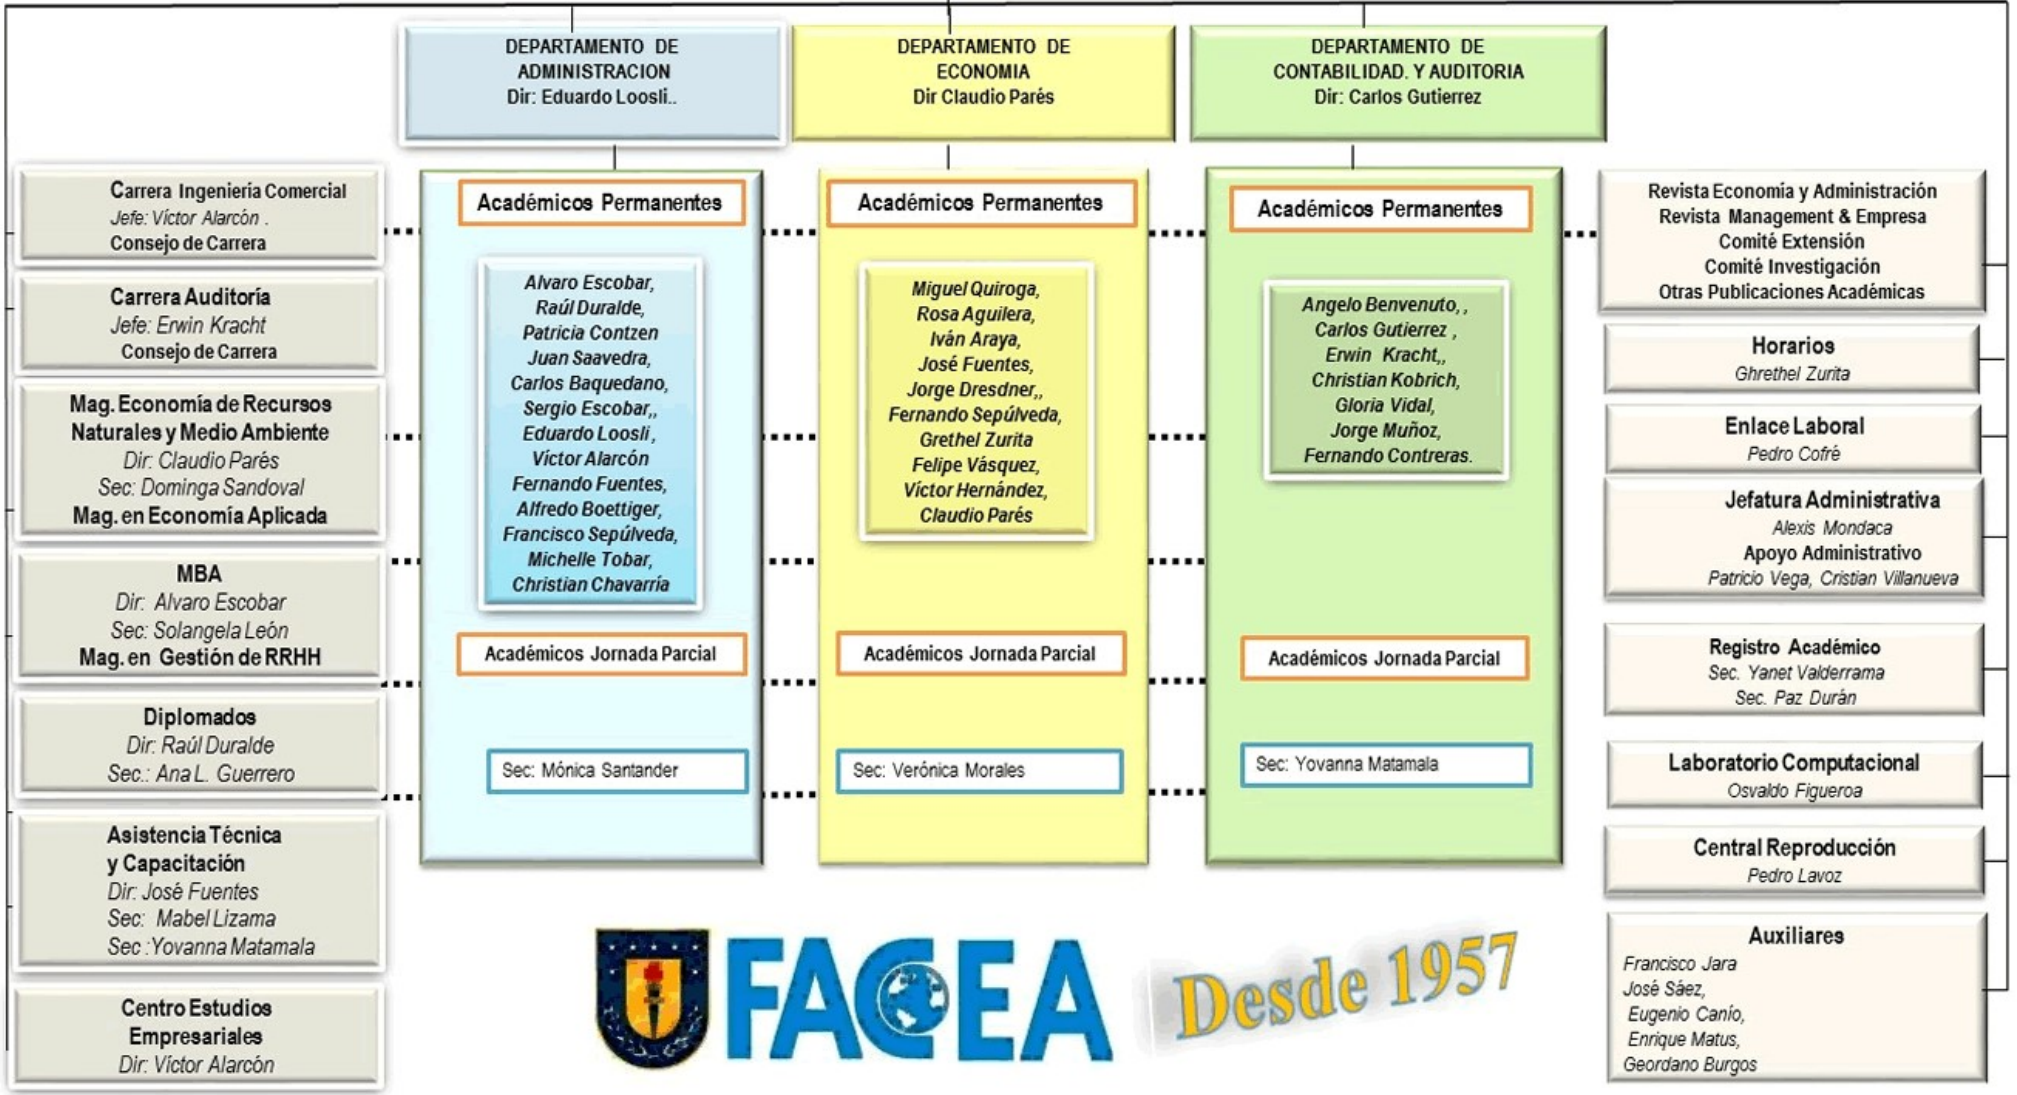 DEPARTAMENTO DE
ADMINISTRACION
Dir: Eduardo Loosli..
DEPARTAMENTO DE
ECONOMIA
Dir Claudio Parés
DEPARTAMENTO DE
CONTABILIDAD. Y AUDITORIA
Dir: Carlos Gutierrez
Carrera Ingeniería Comercial
Jefe: Víctor Alarcón .
Consejo de Carrera
Carrera Auditoría
Jefe: Erwin Kracht
Consejo de Carrera
Mag. Economía de Recursos
Naturales y Medio Ambiente
Dir: Claudio Parés
Sec: Dominga Sandoval
Mag. en Economía Aplicada
MBA
Dir: Alvaro Escobar
Sec: Solangela León
Mag. en Gestión de RRHH
Diplomados
Dir: Raúl Duralde
Sec.: Ana L. Guerrero
Asistencia Técnica
y Capacitación
Dir: José Fuentes
Sec: Mabel Lizama
Sec :Yovanna Matamala
Centro Estudios
Empresariales
Dir: Víctor Alarcón
Académicos Permanentes
Alvaro Escobar,
Raúl Duralde,
Patricia Contzen
Juan Saavedra,
Carlos Baquedano,
Sergio Escobar,,
Eduardo Loosli,
Víctor Alarcón
Fernando Fuentes,
Alfredo Boettiger,
Francisco Sepúlveda,
Michelle Tobar,
Christian Chavarría
Académicos Jornada Parcial
Sec: Mónica Santander
Académicos Permanentes
Miguel Quiroga,
Rosa Aguilera,
Iván Araya,
José Fuentes,
Jorge Dresdner,,
Fernando Sepúlveda,
Grethel Zurita
Felipe Vásquez,
Víctor Hernández,
Claudio Parés
Académicos Jornada Parcial
Sec: Verónica Morales
Académicos Permanentes
Angelo Benvenuto, ,
Carlos Gutierrez ,
Erwin Kracht,,
Christian Kobrich,
Gloria Vidal,
Jorge Muñoz,
Fernando Contreras.
Académicos Jornada Parcial
Sec: Yovanna Matamala
Revista Economía y Administración
Revista Management & Empresa
Comité Extensión
Comité Investigación
Otras Publicaciones Académicas
Horarios
Ghrethel Zurita
Enlace Laboral
Pedro Cofré
Jefatura Administrativa
Alexis Mondaca
Apoyo Administrativo
Patricio Vega, Cristian Villanueva
Registro Académico
Sec. Yanet Valderrama
Sec. Paz Durán
Laboratorio Computacional
Osvaldo Figueroa
Central Reproducción
Pedro Lavoz
Auxiliares
Francisco Jara
José Sáez,
Eugenio Canío,
Enrique Matus,
Geordano Burgos
FACEA
Desde 1957